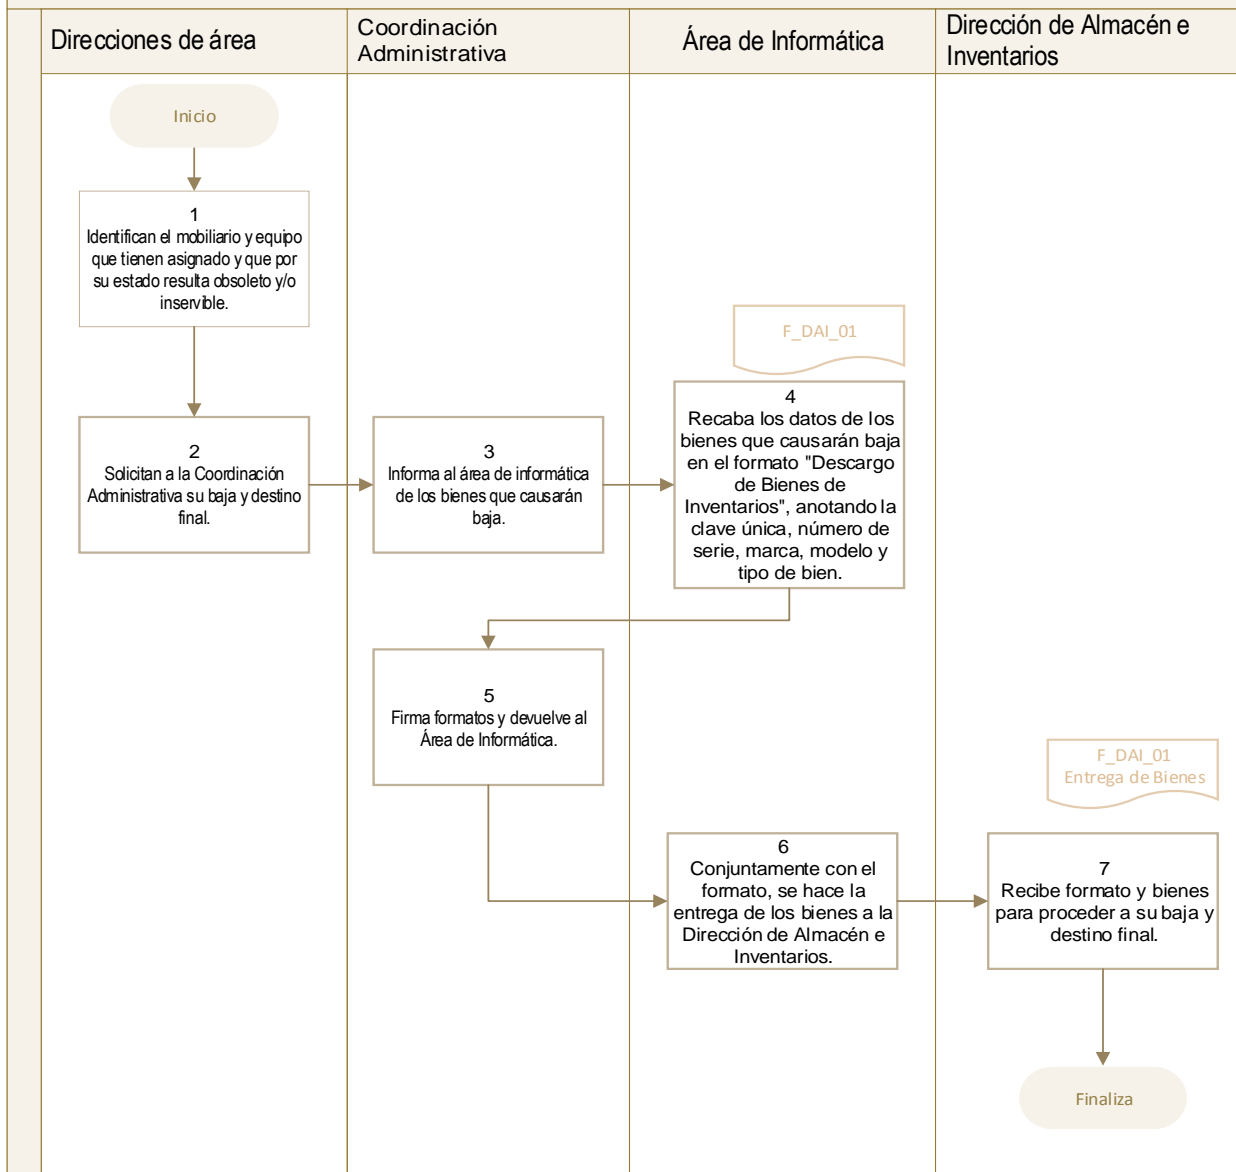 Direcciones de área
Coordinación
Administrativa
Área de Informática
Dirección de Almacén e
Inventarios
Inicio
1
Identifican el mobiliario y equipo
que tienen asignado y que por
su estado resulta obsoleto y/o
inservible.
2
Solicitan a la Coordinación
Administrativa su baja y destino
final.
3
Informa al área de informática
de los bienes que causarán
baja.
F_DAI_01
4
Recaba los datos de los
bienes que causarán baja
en el formato "Descargo
de Bienes de
Inventarios", anotando la
clave única, número de
serie, marca, modelo y
tipo de bien.
5
Firma formatos y devuelve al
Área de Informática.
6
Conjuntamente con el
formato, se hace la
entrega de los bienes a la
Dirección de Almacén e
Inventarios.
F_DAI_01
Entrega de Bienes
7
Recibe formato y bienes
para proceder a su baja y
destino final.
Finaliza